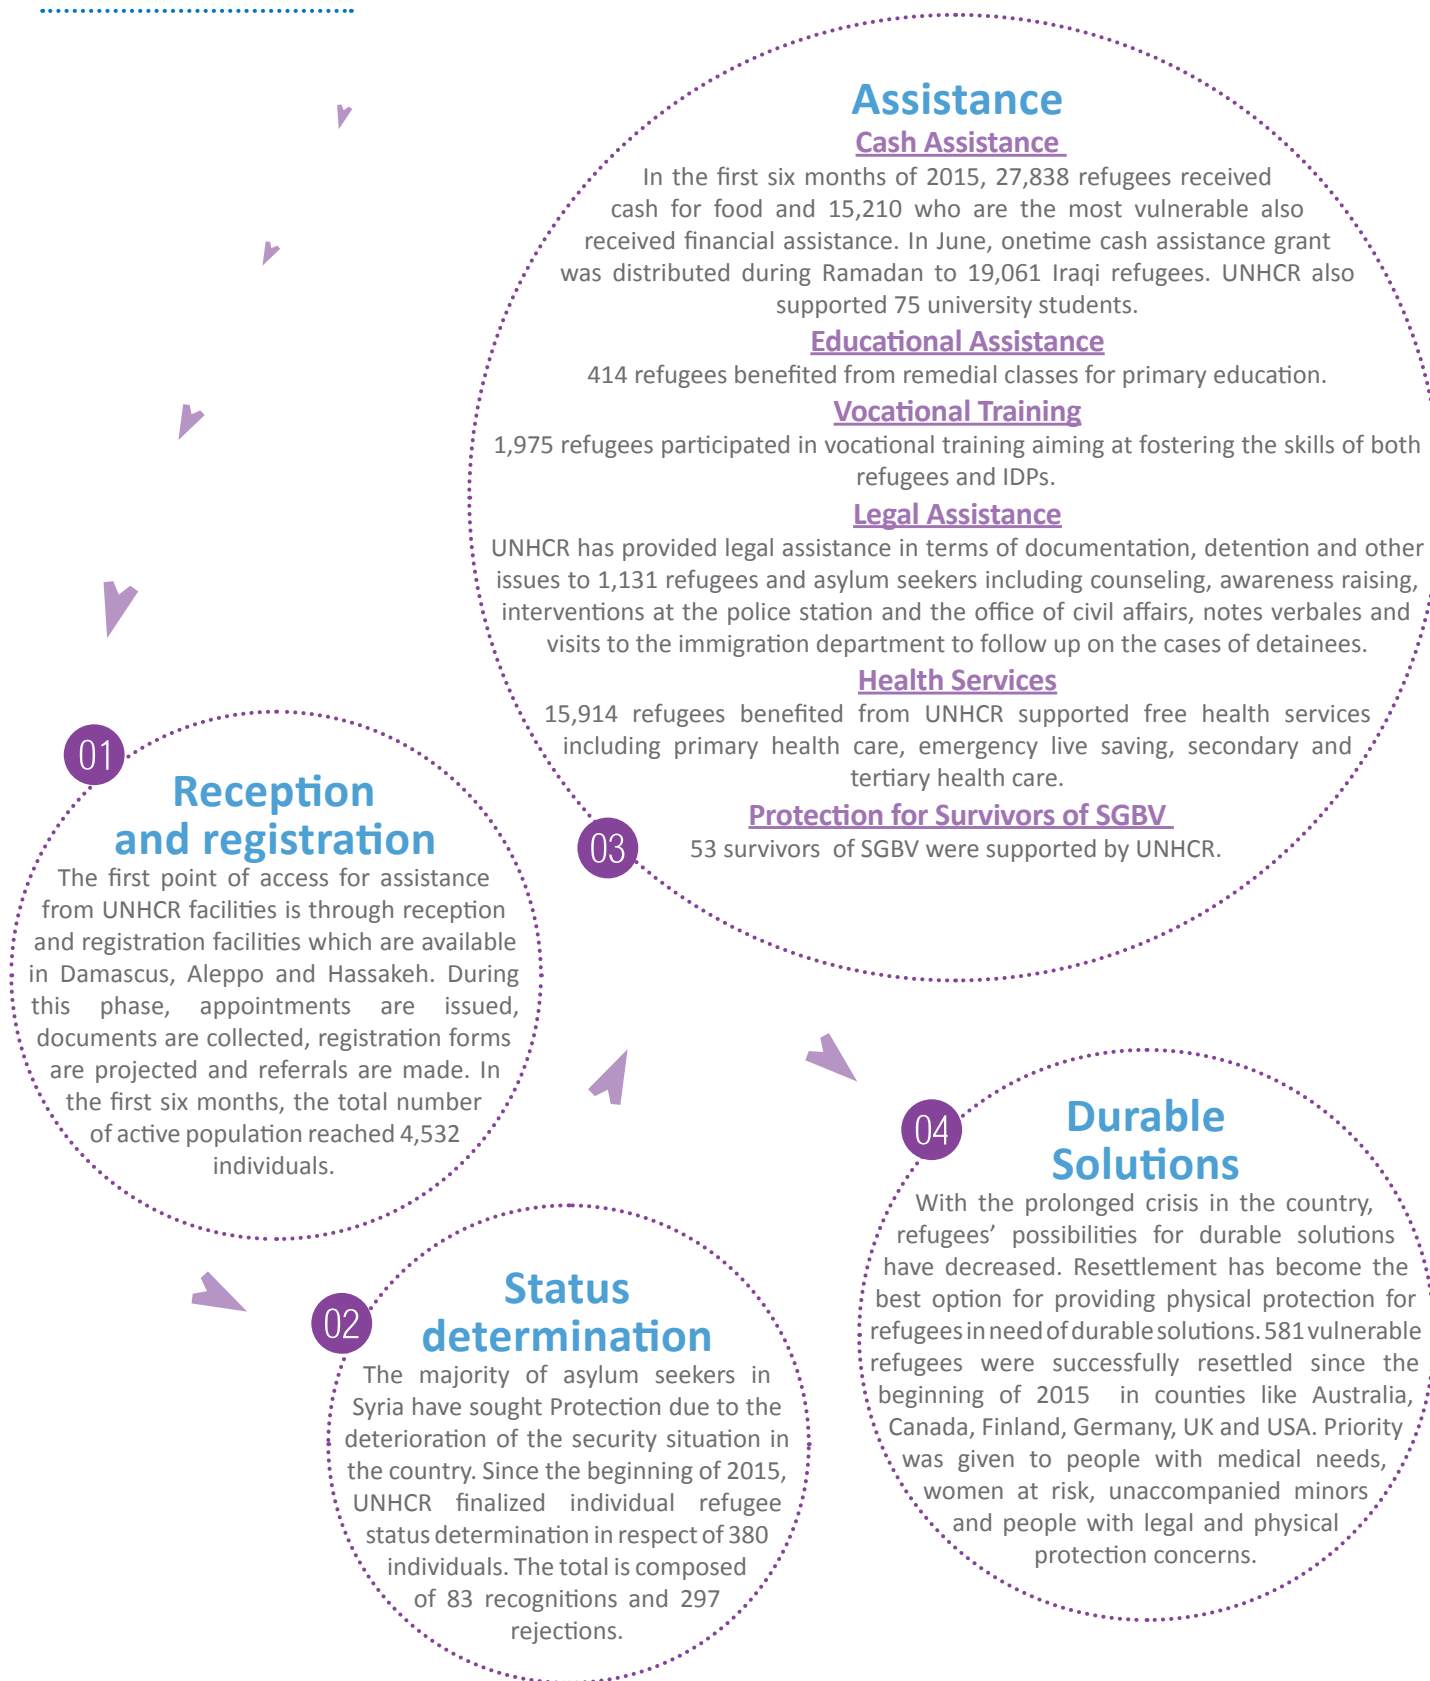 01
Reception
and registration
The first point of access for assistance
from UNHCR facilities is through reception
and registration facilities which are available
in Damascus, Aleppo and Hassakeh. During
this phase, appointments are issued,
documents are collected, registration forms
are projected and referrals are made. In
the first six months, the total number
of active population reached 4,532
individuals.
02
Status
determination
The majority of asylum seekers in
Syria have sought Protection due to the
deterioration of the security situation in
the country. Since the beginning of 2015,
UNHCR finalized individual refugee
status determination in respect of 380
individuals. The total is composed
of 83 recognitions and 297
rejections.
03
Assistance
Cash Assistance
In the first six months of 2015, 27,838 refugees received
cash for food and 15,210 who are the most vulnerable also
received financial assistance. In June, onetime cash assistance grant
was distributed during Ramadan to 19,061 Iraqi refugees. UNHCR also
supported 75 university students.
Educational Assistance
414 refugees benefited from remedial classes for primary education.
Vocational Training
1,975 refugees participated in vocational training aiming at fostering the skills of both
refugees and IDPs.
Legal Assistance
UNHCR has provided legal assistance in terms of documentation, detention and other
issues to 1,131 refugees and asylum seekers including counseling, awareness raising,
interventions at the police station and the office of civil affairs, notes verbales and
visits to the immigration department to follow up on the cases of detainees.
Health Services
15,914 refugees benefited from UNHCR supported free health services
including primary health care, emergency live saving, secondary and
tertiary health care.
Protection for Survivors of SGBV
53 survivors of SGBV were supported by UNHCR.
04
Durable
Solutions
With the prolonged crisis in the country,
refugees' possibilities for durable solutions
have decreased. Resettlement has become the
best option for providing physical protection for
refugees in need of durable solutions. 581 vulnerable
refugees were successfully resettled since the
beginning of 2015 in counties like Australia,
Canada, Finland, Germany, UK and USA. Priority
was given to people with medical needs,
women at risk, unaccompanied minors
and people with legal and physical
protection concerns.